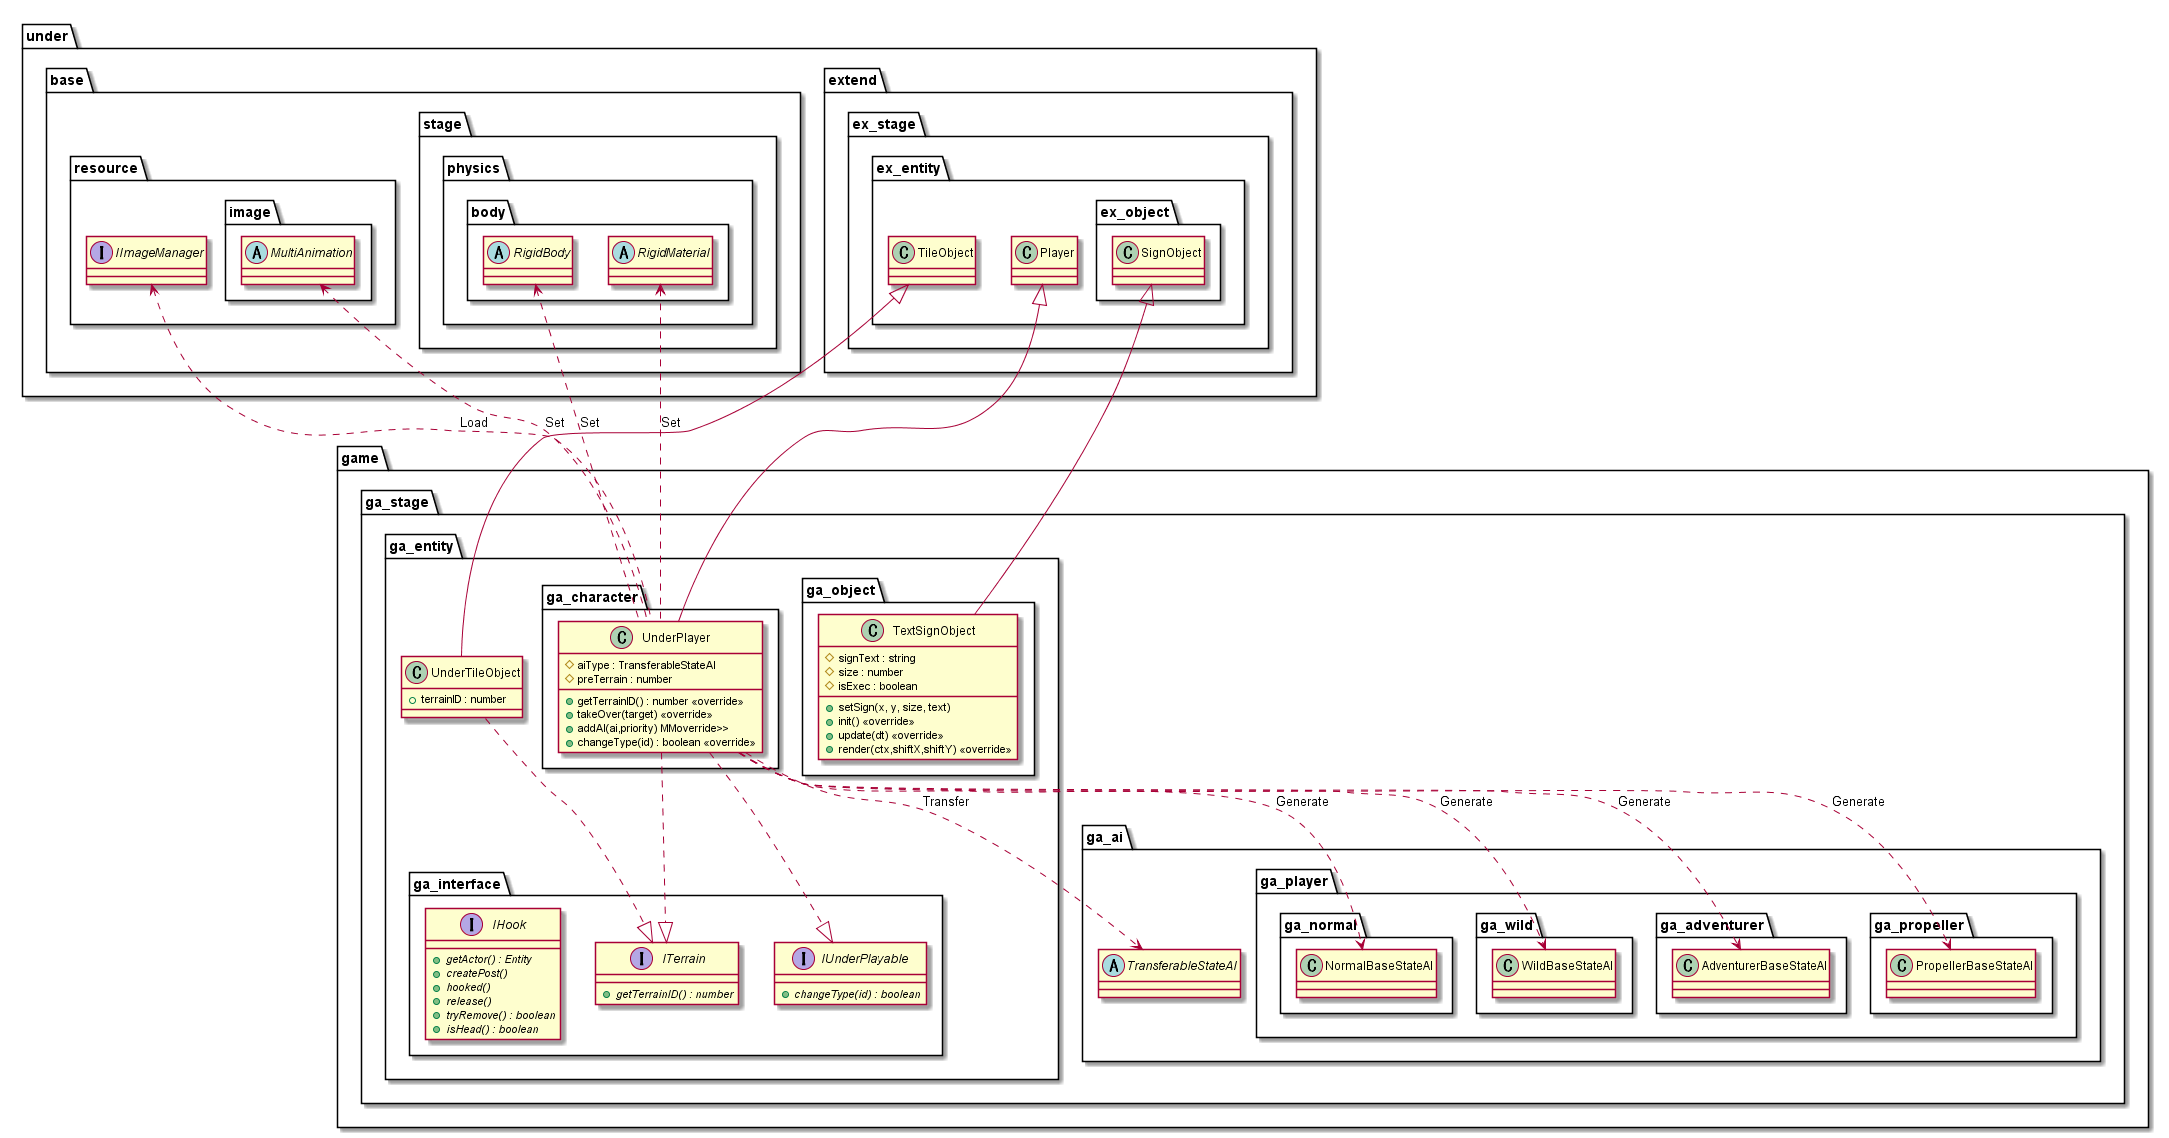 under
base
extend
stage
ex_stage
resource
physics
ex_entity
image
body
ex_object
I IImageManager
A MultiAnimation
A RigidBody
A RigidMaterial
C TileObject
C Player
C SignObject
Load
Set
Set
Set
game
ga_stage
ga_entity
ga_character
ga_object
C UnderTileObject
terrainID : number
C UnderPlayer
aiType : TransferableStateAI
preTerrain : number
getTerrainID() : number «override»
takeOver(target) «override»
addAI(ai,priority) MMoverride>>
changeType(id) : boolean «override»
C TextSignObject
signText : string
size : number
isExec : boolean
setSign(x, y, size, text)
init() «override»
update(dt) «override»
render(ctx,shiftX,shiftY) «override»
Transfer
Generate
Generate
Generate
Generate
ga_ai
ga_interface
ga_player
ga_normal
ga_wild
ga_adventurer
ga_propeller
I IHook
getActor() : Entity
createPost()
hooked()
release()
tryRemove() : boolean
isHead() : boolean
I ITerrain
getTerrainID() : number
I IUnderPlayable
changeType(id) : boolean
A TransferableStateAI
C NormalBaseStateAI
C WildBaseStateAI
C AdventurerBaseStateAI
C PropellerBaseStateAI